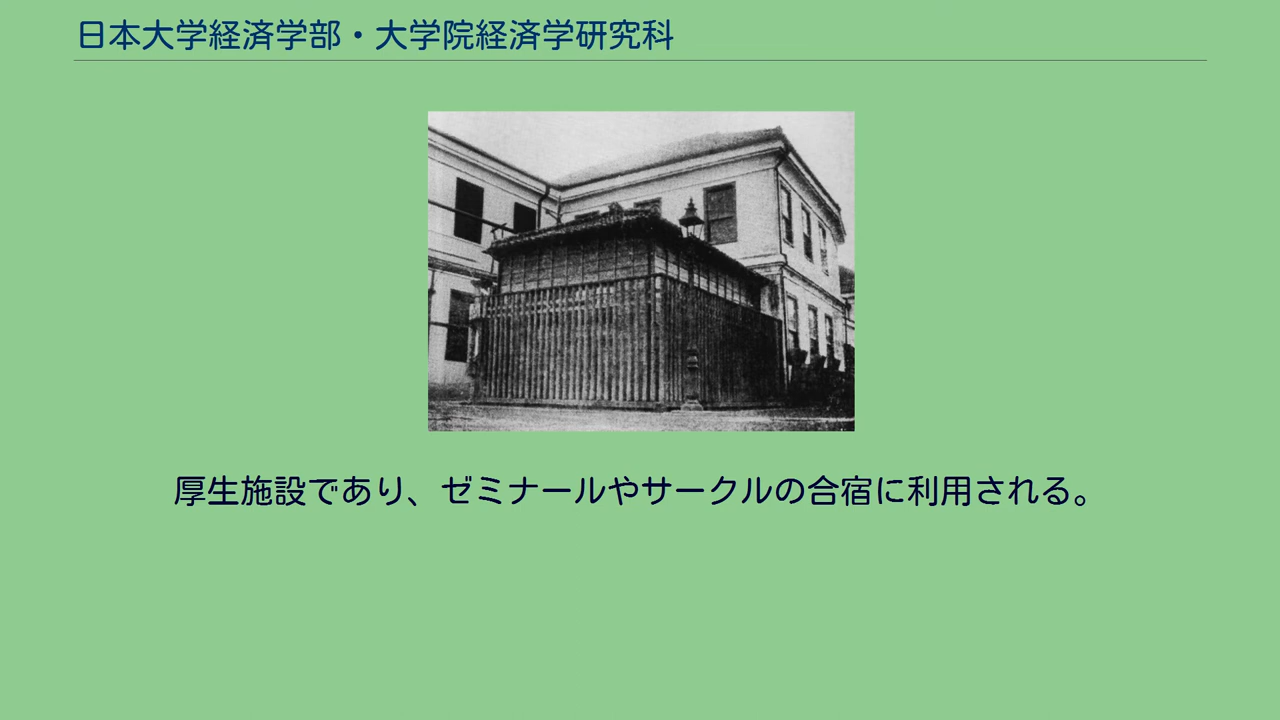 日本大学経済学部・大学院経済学研究科
厚生施設であり、ゼミナールやサークルの合宿に利用される。